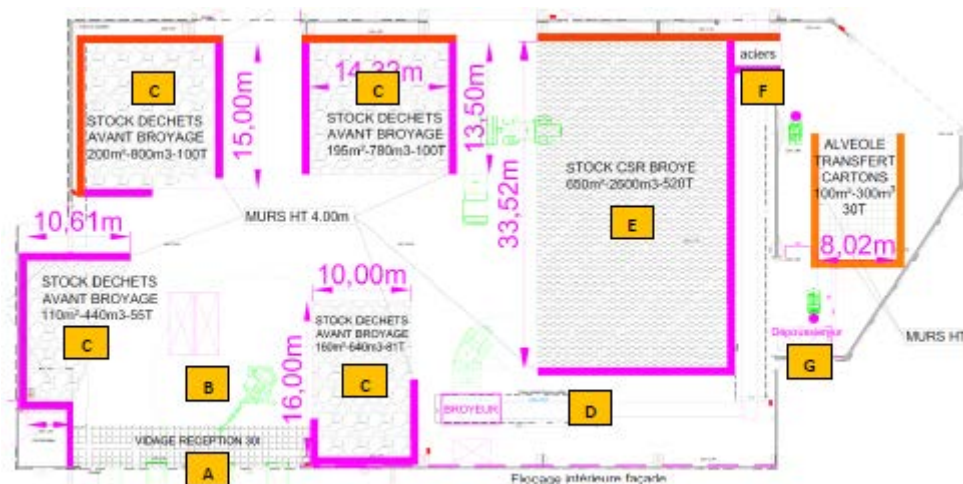 aciers
F
C
14,32m
C
STOCK DECHETS
AVANT BROYAGE
200m²-800m3-100T
15,00m
STOCK DECHETS
AVANT BROYAGE
195m²-780m3-100T
13,50m
STOCK CSR BROYE
650m²-2600m3-520T
E
33,52m
ALVEOLE
TRANSFERT
CARTONS
100m²-300m³
30T
8,02m
MURS HT 4.00m
10,61m
STOCK DECHETS
AVANT BROYAGE
110m²-440m3-55T
C
10,00m
STOCK DECHETS
AVANT BROYAGE
160m²-640m3-81T
C
16,00m
B
Dépoussiéreur
MURS HT
G
BROYEUR
D
VIDAGE RECEPTION 30t
A
Flocage intérieure façade